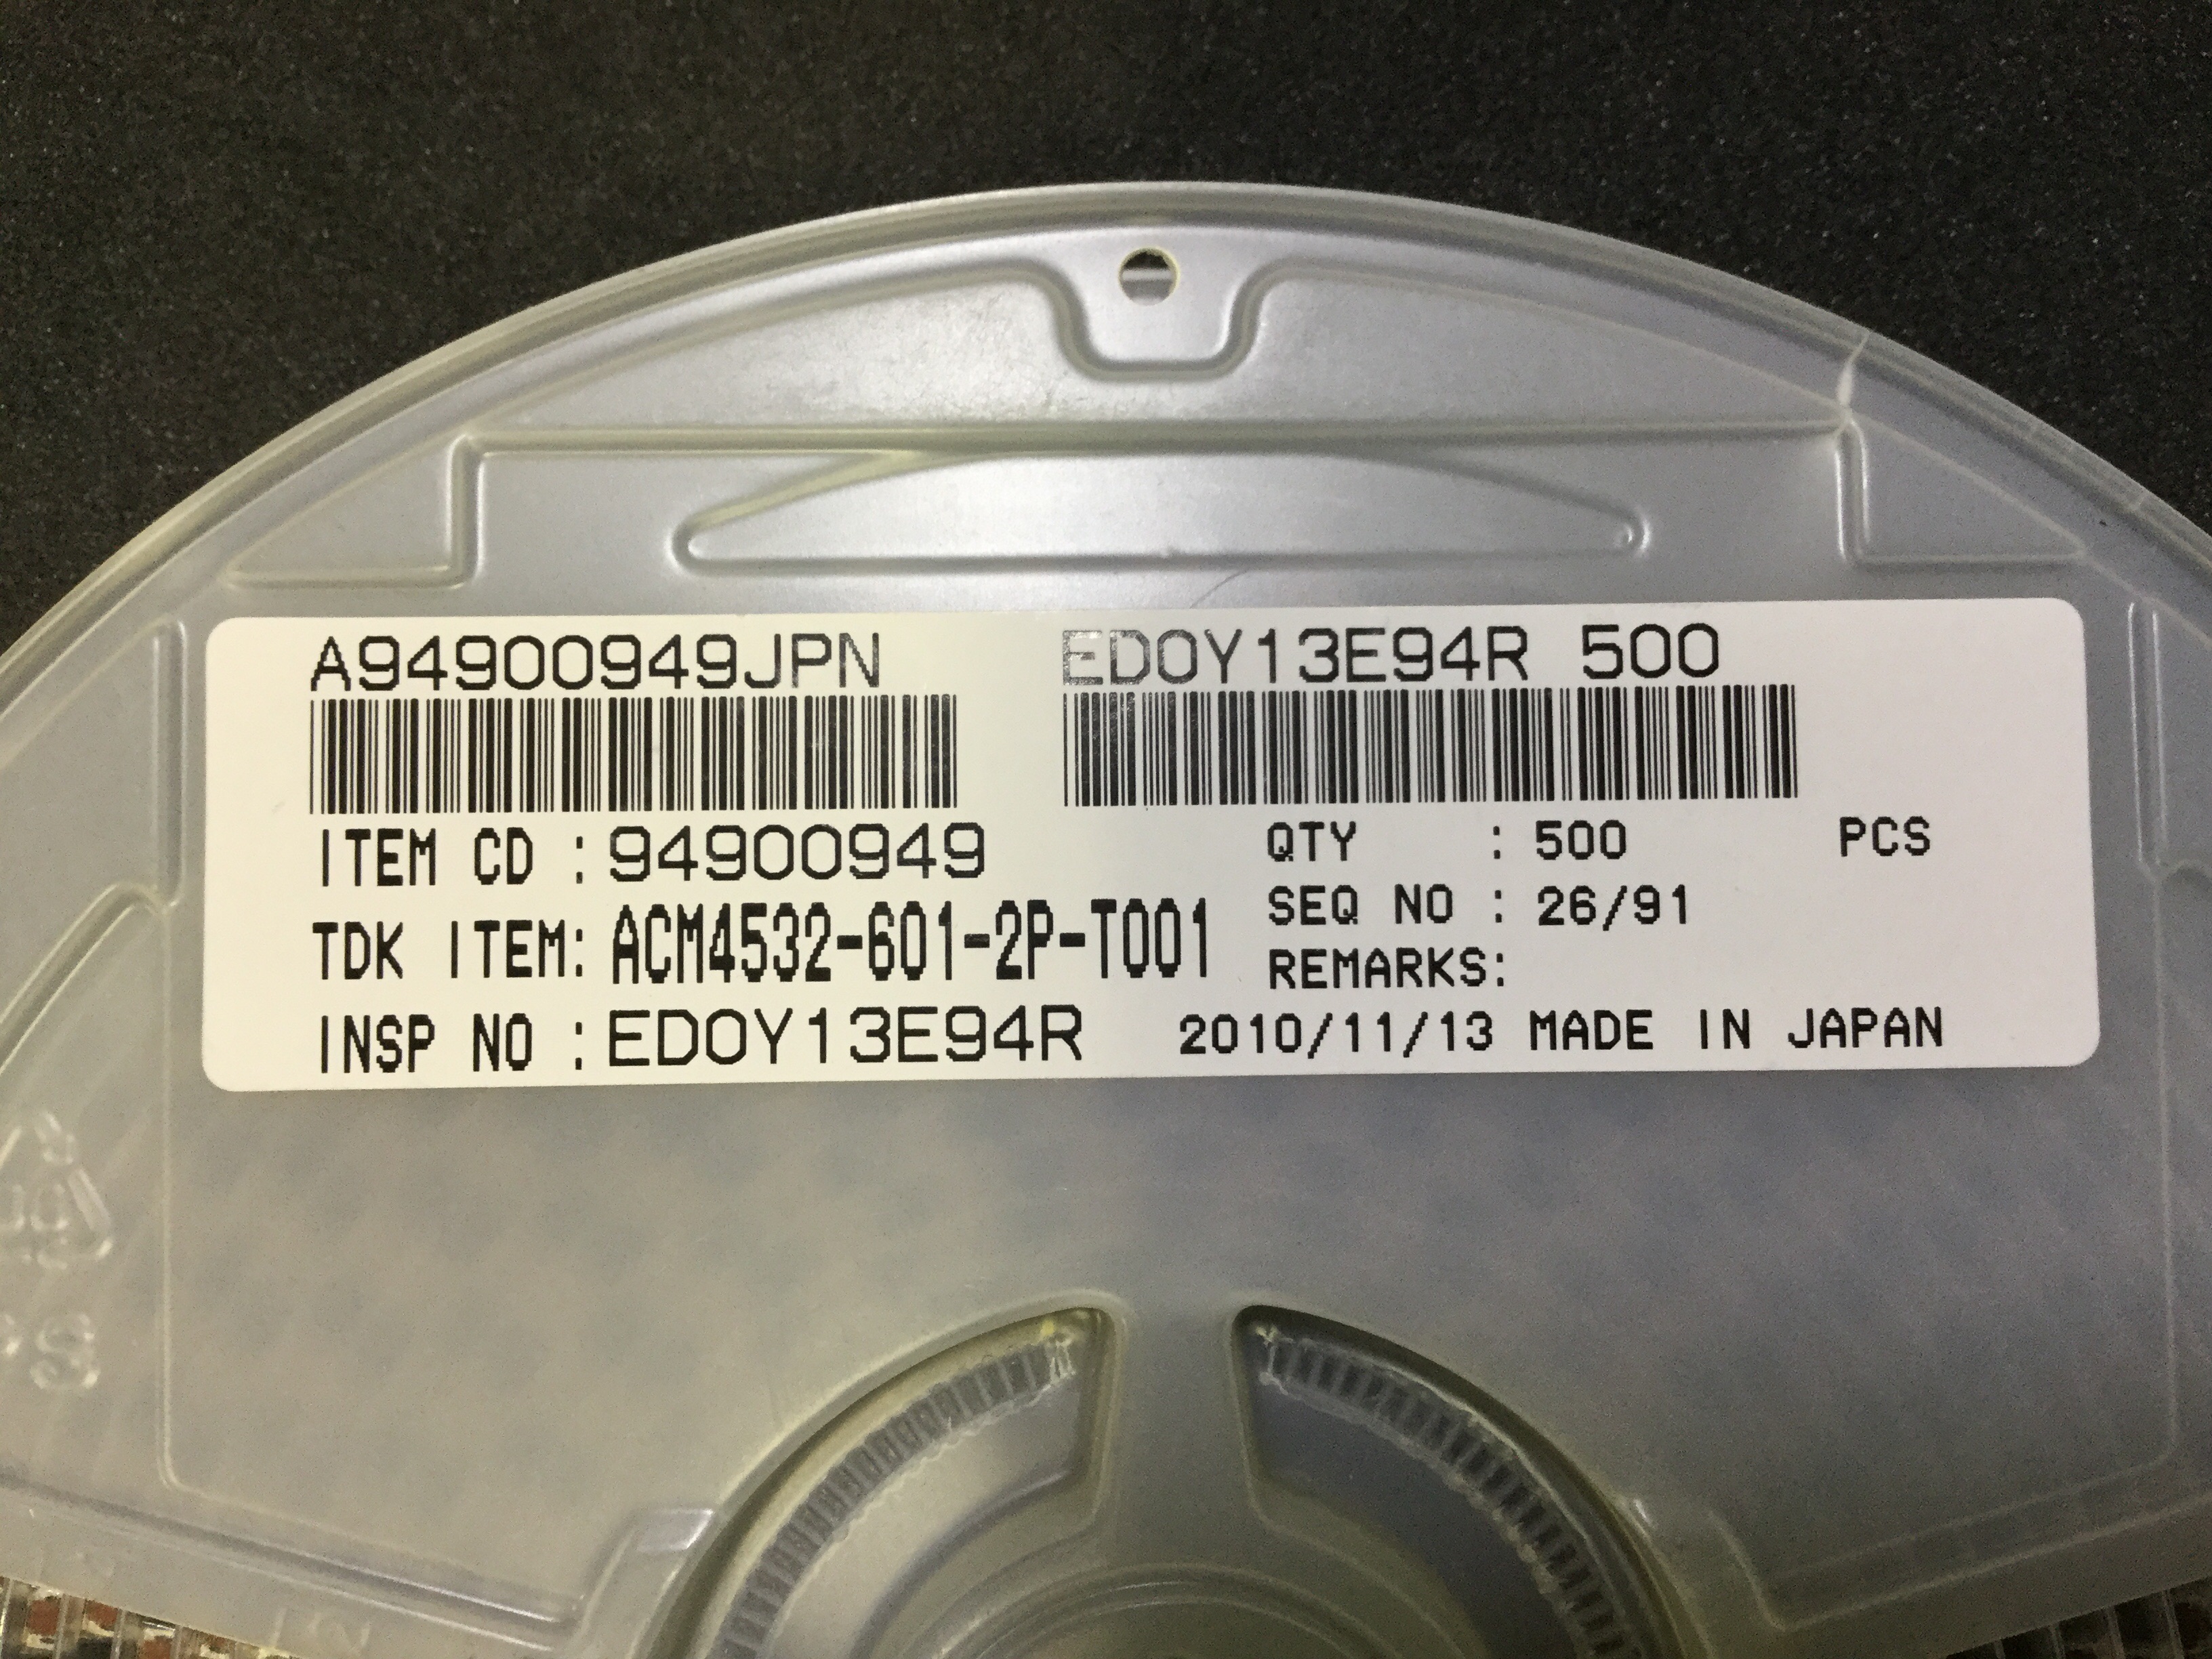 A94900949JPN EDOY13E94R 500
ITEM CD : 94900949 QTY : 500 PCS
TDK ITEM: ACM4532-601-2P-T001 SEQ NO : 26/91
REMARKS:
INSP NO : EDOY13E94R 2010/11/13 MADE IN JAPAN